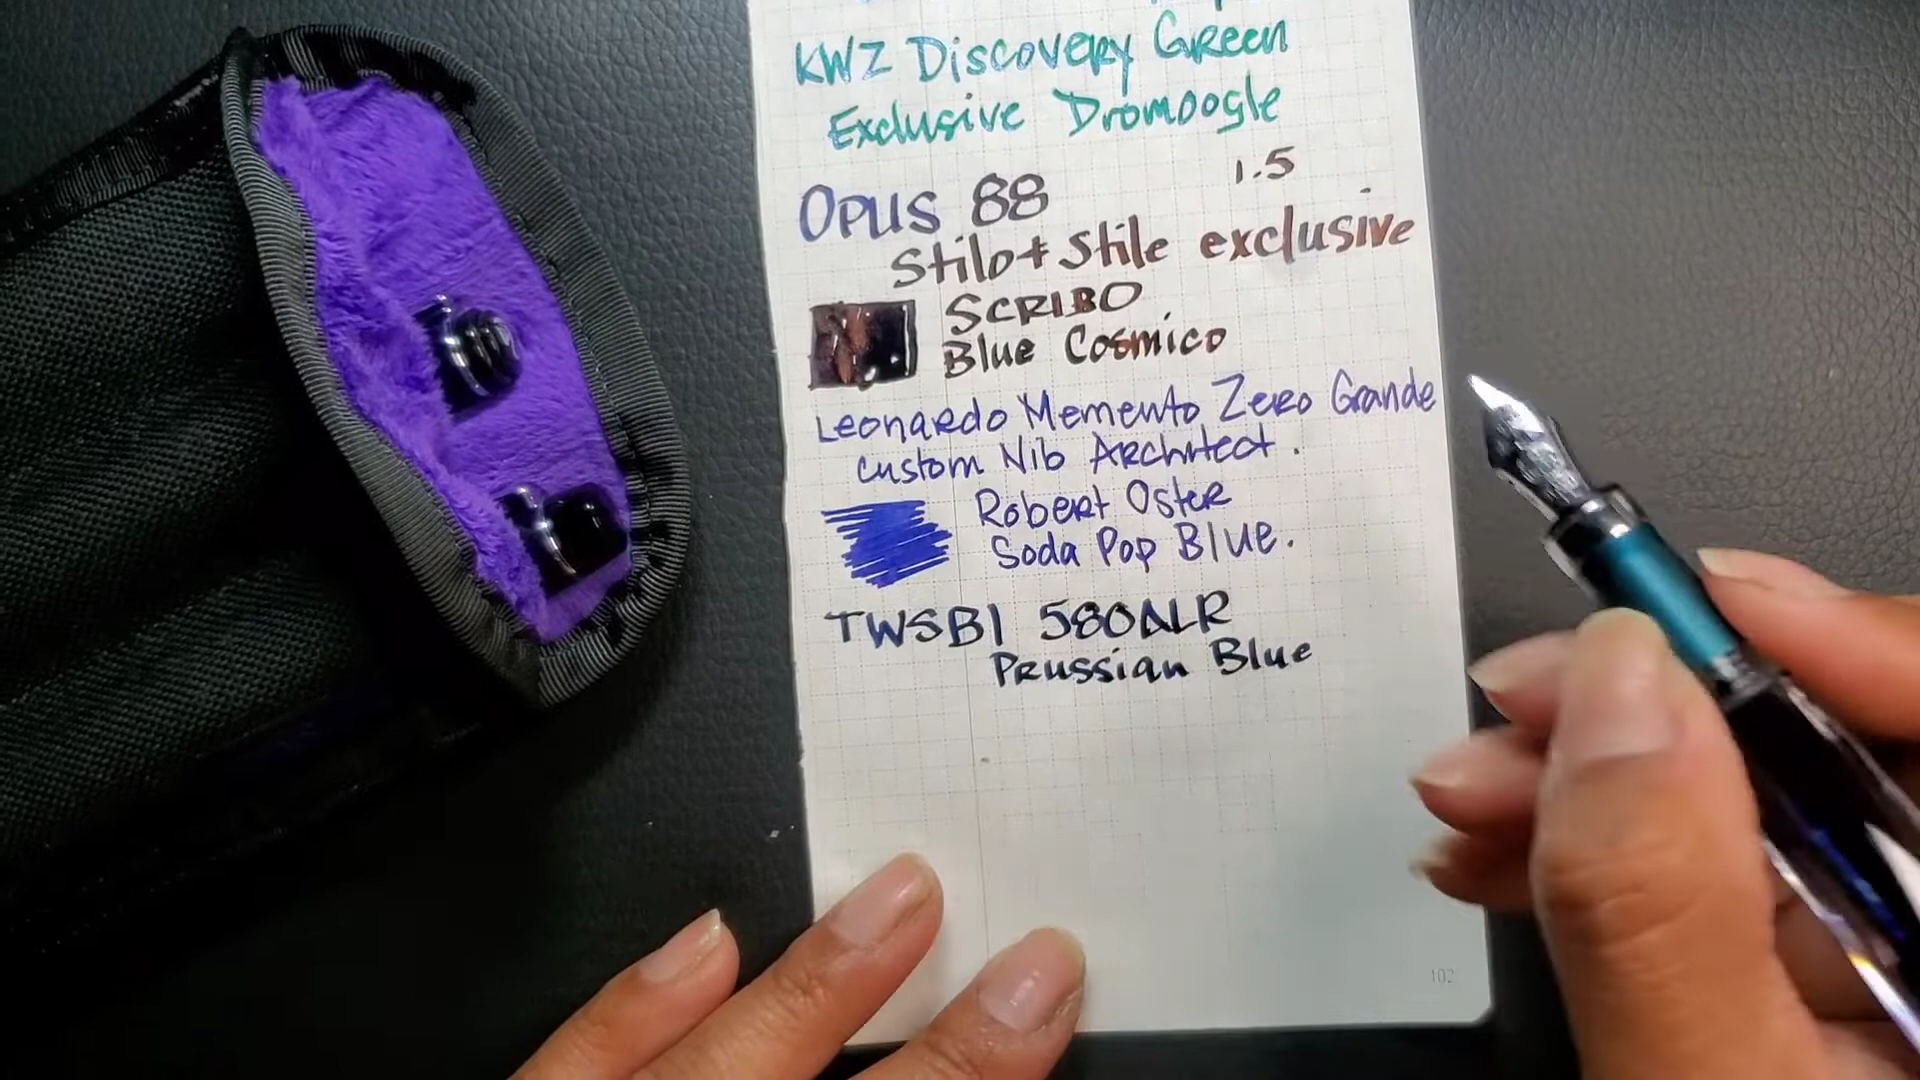 KWZ Discovery Green
Exclusive Dromoogle
1.5
Opus 88
Stilo + Stile exclusive
SCRIBO
Blue Cosmico
Leonardo Memento Zero Grande
custom Nib Architect.
Robert Oster
Soda Pop Blue.
TWSBI 580ALR
Prussian Blue
102